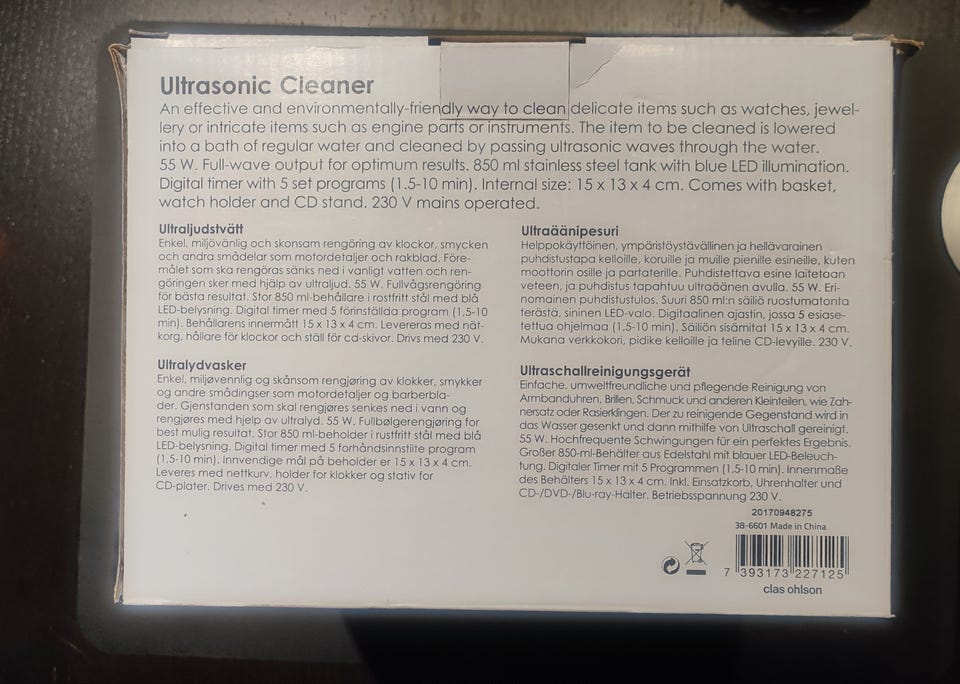 Ultrasonic Cleaner
An effective and environmentally-friendly way to clean delicate items such as watches, jewel-
lery or intricate items such as engine parts or instruments. The item to be cleaned is lowered
into a bath of regular water and cleaned by passing ultrasonic waves through the water.
55 W. Full-wave output for optimum results. 850 ml stainless steel tank with blue LED illumination.
Digital timer with 5 set programs (1.5-10 min). Internal size: 15 x 13 x 4 cm. Comes with basket,
watch holder and CD stand. 230 V mains operated.
Ultraljudstvätt
Enkel, miljövänlig och skonsam rengöring av klockor, smycken
och andra smådelar som motordetaljer och rakblad. Före-
målet som ska rengöras sänks ned i vanligt vatten och ren-
göringen sker med hjälp av ultraljud. 55 W. Fullvågsrengöring
för bästa resultat. Stor 850 ml-behållare i rostfritt stål med blå
LED-belysning. Digital timer med 5 förinställda program (1,5-10
min). Behållarens innermått 15 x 13 x 4 cm. Levereras med nät-
korg, hållare för klockor och ställ för cd-skivor. Drivs med 230 V.
Ultralydvasker
Enkel, miljøvennlig og skånsom rengjøring av klokker, smykker
og andre smådingser som motordetaljer og barberbla-
der. Gjenstanden som skal rengjøres senkes ned i vann og
rengjøres med hjelp av ultralyd. 55 W. Fullbølgerengjøring for
best mulig resultat. Stor 850 ml-beholder i rustfritt stål med blå
LED-belysning. Digital timer med 5 forhåndsinnstilte program
(1,5-10 min). Innvendige mål på beholder er 15 x 13 x 4 cm.
Leveres med nettkurv, holder for klokker og stativ for
CD-plater. Drives med 230 V.
Ultraäänipesuri
Helppokäyttöinen, ympäristöystävällinen ja hellävarainen
puhdistustapa kelloille, koruille ja muille pienille esineille, kuten
moottorin osille ja partaterille. Puhdistettava esine laitetaan
veteen, ja puhdistus tapahtuu ultraäänen avulla. 55 W. Eri-
nomainen puhdistustulos. Suuri 850 ml:n säiliö ruostumatonta
terästä, sininen LED-valo. Digitaalinen ajastin, jossa 5 esiase-
tettua ohjelmaa (1,5-10 min). Säiliön sisämitat 15 x 13 x 4 cm.
Mukana verkkokori, pidike kelloille ja teline CD-levyille. 230 V.
Ultraschallreinigungsgerät
Einfache, umweltfreundliche und pflegende Reinigung von
Armbanduhren, Brillen, Schmuck und anderen Kleinteilen, wie Zah-
nersatz oder Rasierklingen. Der zu reinigende Gegenstand wird in
das Wasser gesenkt und dann mithilfe von Ultraschall gereinigt.
55 W. Hochfrequente Schwingungen für ein perfektes Ergebnis.
Großer 850-ml-Behälter aus Edelstahl mit blauer LED-Beleuch-
tung. Digitaler Timer mit 5 Programmen (1,5-10 min). Innenmaße
des Behälters 15 x 13 x 4 cm. Inkl. Einsatzkorb, Uhrenhalter und
CD-/DVD-/Blu-ray-Halter. Betriebsspannung 230 V.
20170948275
38-6601 Made in China
7 393173 227125
clas ohlson